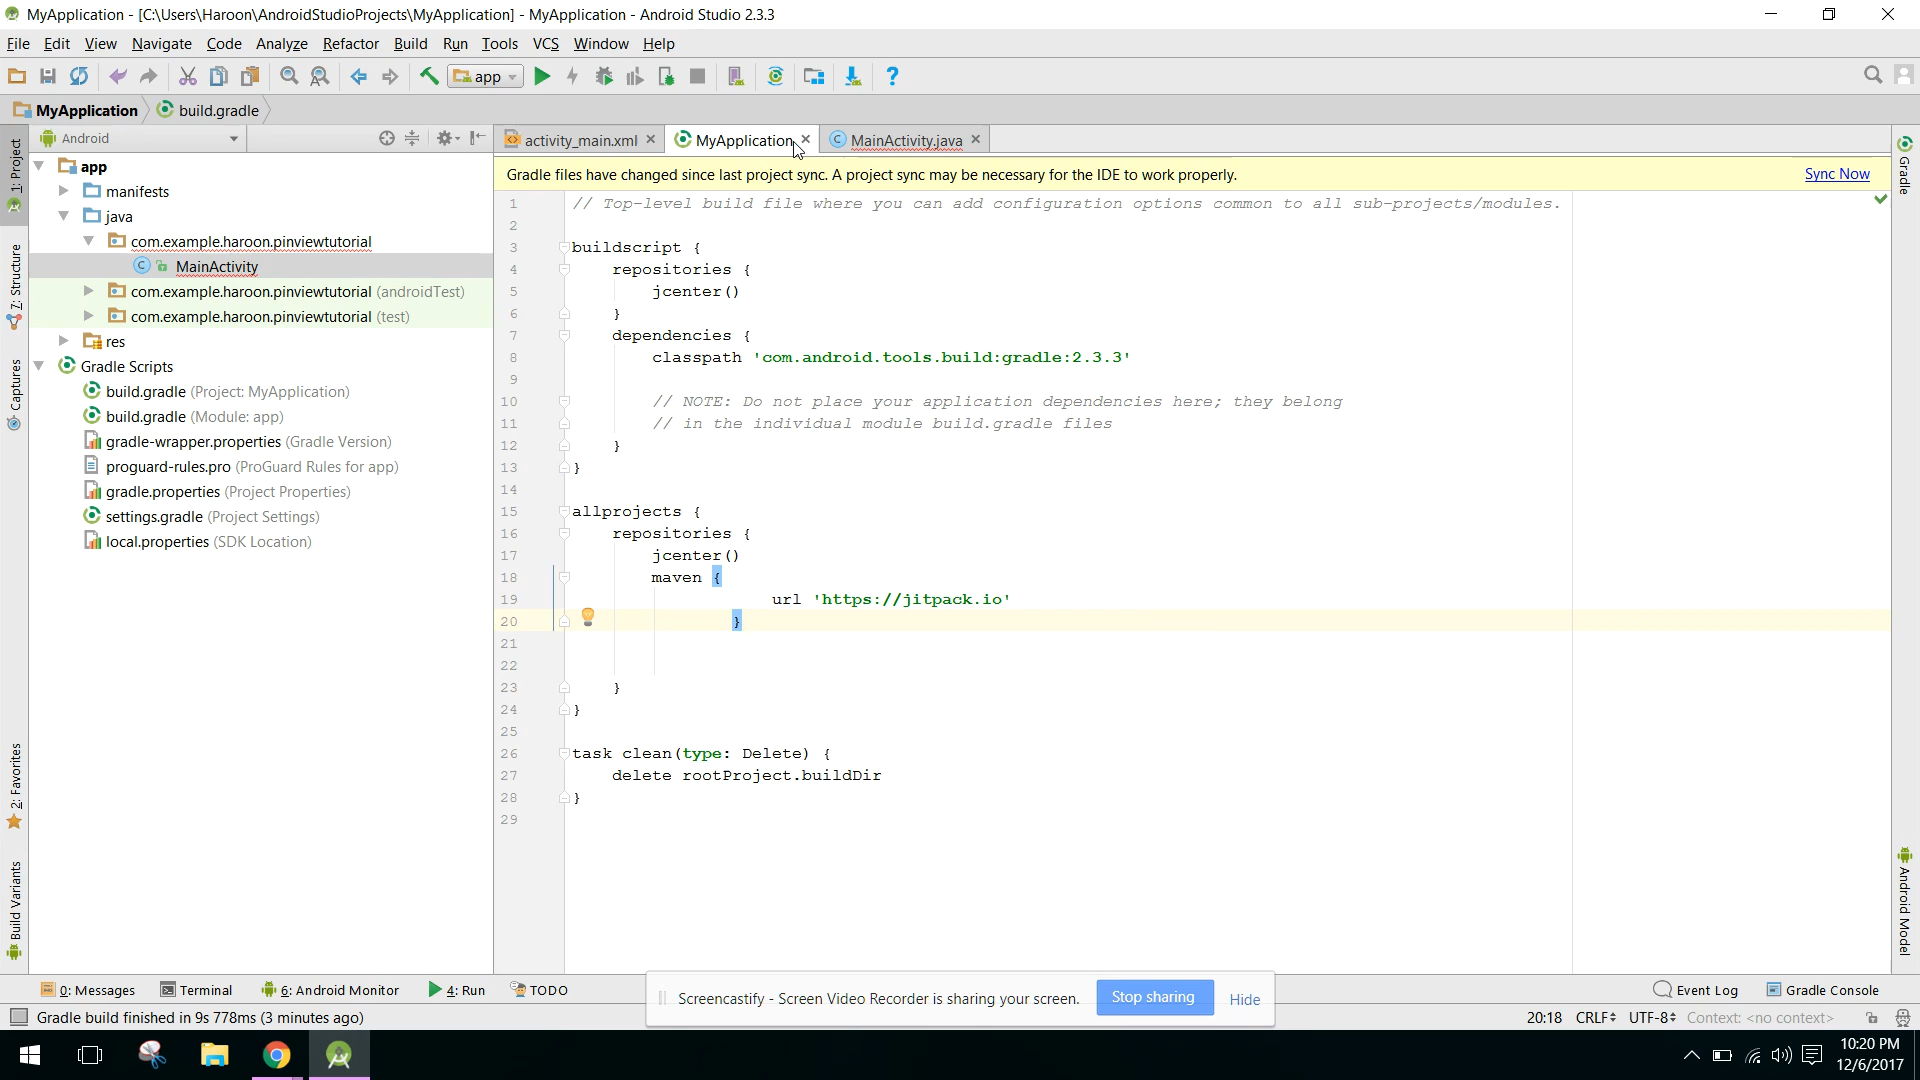 MyApplication - [C:\Users\Haroon\AndroidStudioProjects\MyApplication] - MyApplication - Android Studio 2.3.3
File Edit View Navigate Code Analyze Refactor Build Run Tools VCS Window Help
app
MyApplication build.gradle
Android
activity_main.xml MyApplication MainActivity.java
1: Project
7: Structure
Captures
2: Favorites
Build Variants
app
manifests
java
com.example.haroon.pinviewtutorial
MainActivity
com.example.haroon.pinviewtutorial (androidTest)
com.example.haroon.pinviewtutorial (test)
res
Gradle Scripts
build.gradle (Project: MyApplication)
build.gradle (Module: app)
gradle-wrapper.properties (Gradle Version)
proguard-rules.pro (ProGuard Rules for app)
gradle.properties (Project Properties)
settings.gradle (Project Settings)
local.properties (SDK Location)
Gradle files have changed since last project sync. A project sync may be necessary for the IDE to work properly. Sync Now
1 // Top-level build file where you can add configuration options common to all sub-projects/modules.
2
3 buildscript {
4 repositories {
5 jcenter()
6 }
7 dependencies {
8 classpath 'com.android.tools.build:gradle:2.3.3'
9
10 // NOTE: Do not place your application dependencies here; they belong
11 // in the individual module build.gradle files
12 }
13 }
14
15 allprojects {
16 repositories {
17 jcenter()
18 maven {
19 url 'https://jitpack.io'
20 }
21
22
23 }
24 }
25
26 task clean(type: Delete) {
27 delete rootProject.buildDir
28 }
29
Gradle
Android Model
0: Messages Terminal 6: Android Monitor 4: Run TODO Event Log Gradle Console
Screencastify - Screen Video Recorder is sharing your screen. Stop sharing Hide
Gradle build finished in 9s 778ms (3 minutes ago) 20:18 CRLF UTF-8 Context: <no context>
10:20 PM
12/6/2017